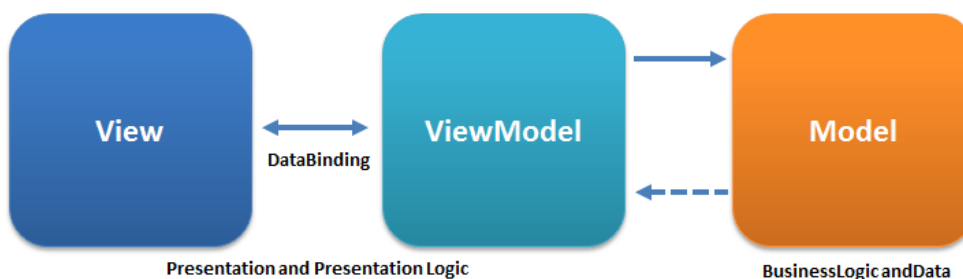 View
ViewModel
Model
DataBinding
Presentation and Presentation Logic
BusinessLogic andData